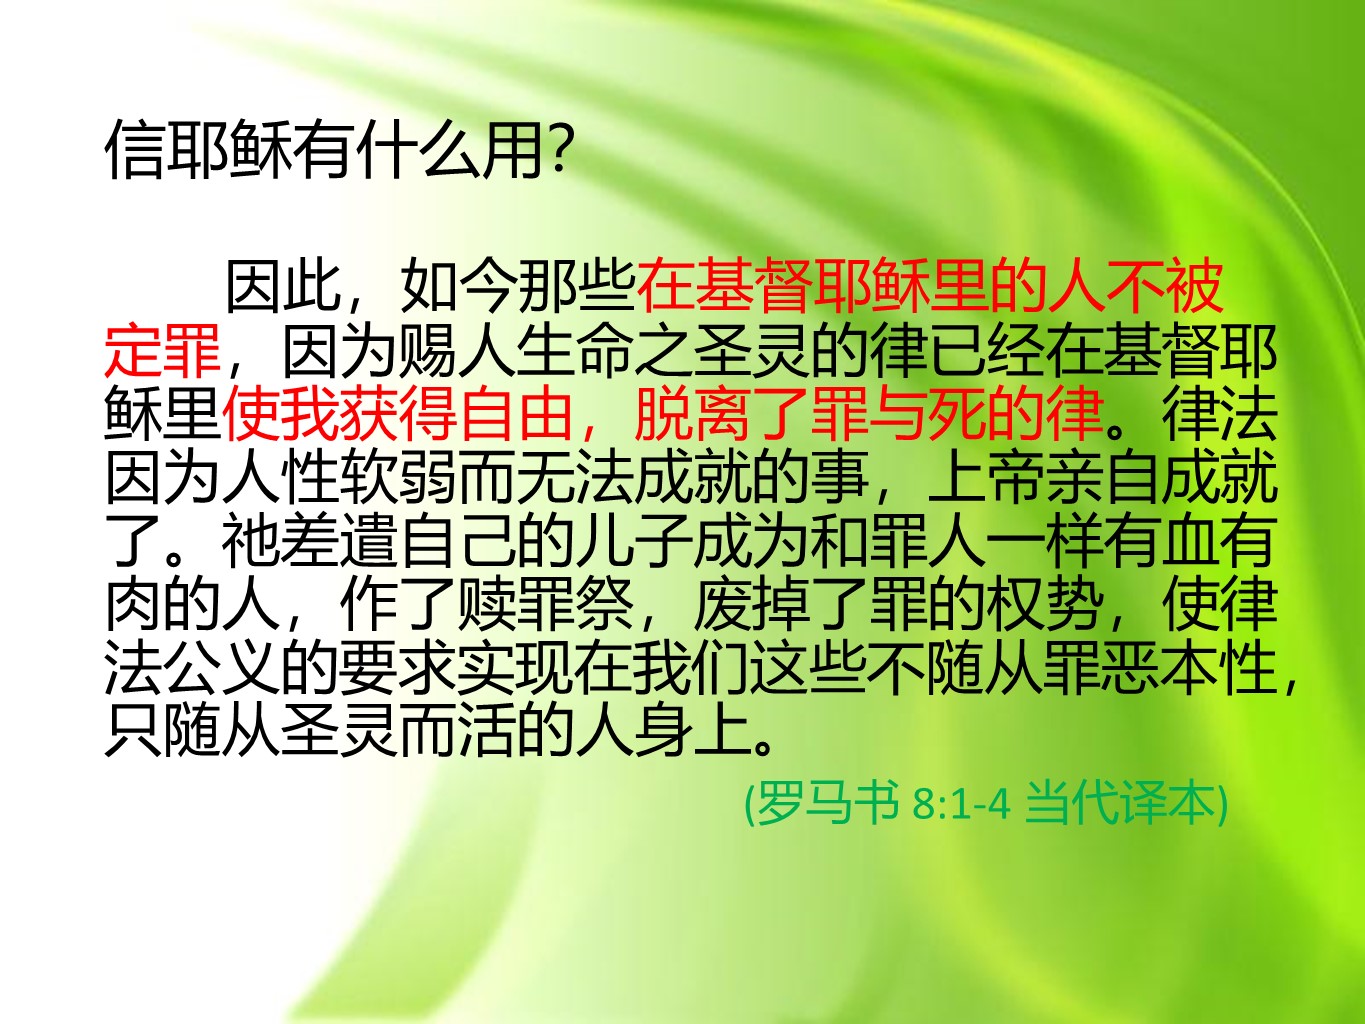 信耶稣有什么用?
因此，如今那些在基督耶稣里的人不被
定罪，因为赐人生命之圣灵的律已经在基督耶
稣里使我获得自由，脱离了罪与死的律。律法
因为人性软弱而无法成就的事，上帝亲自成就
了。祂差遣自己的儿子成为和罪人一样有血有
肉的人，作了赎罪祭，废掉了罪的权势，使律
法公义的要求实现在我们这些不随从罪恶本性，
只随从圣灵而活的人身上。
(罗马书 8:1-4 当代译本)